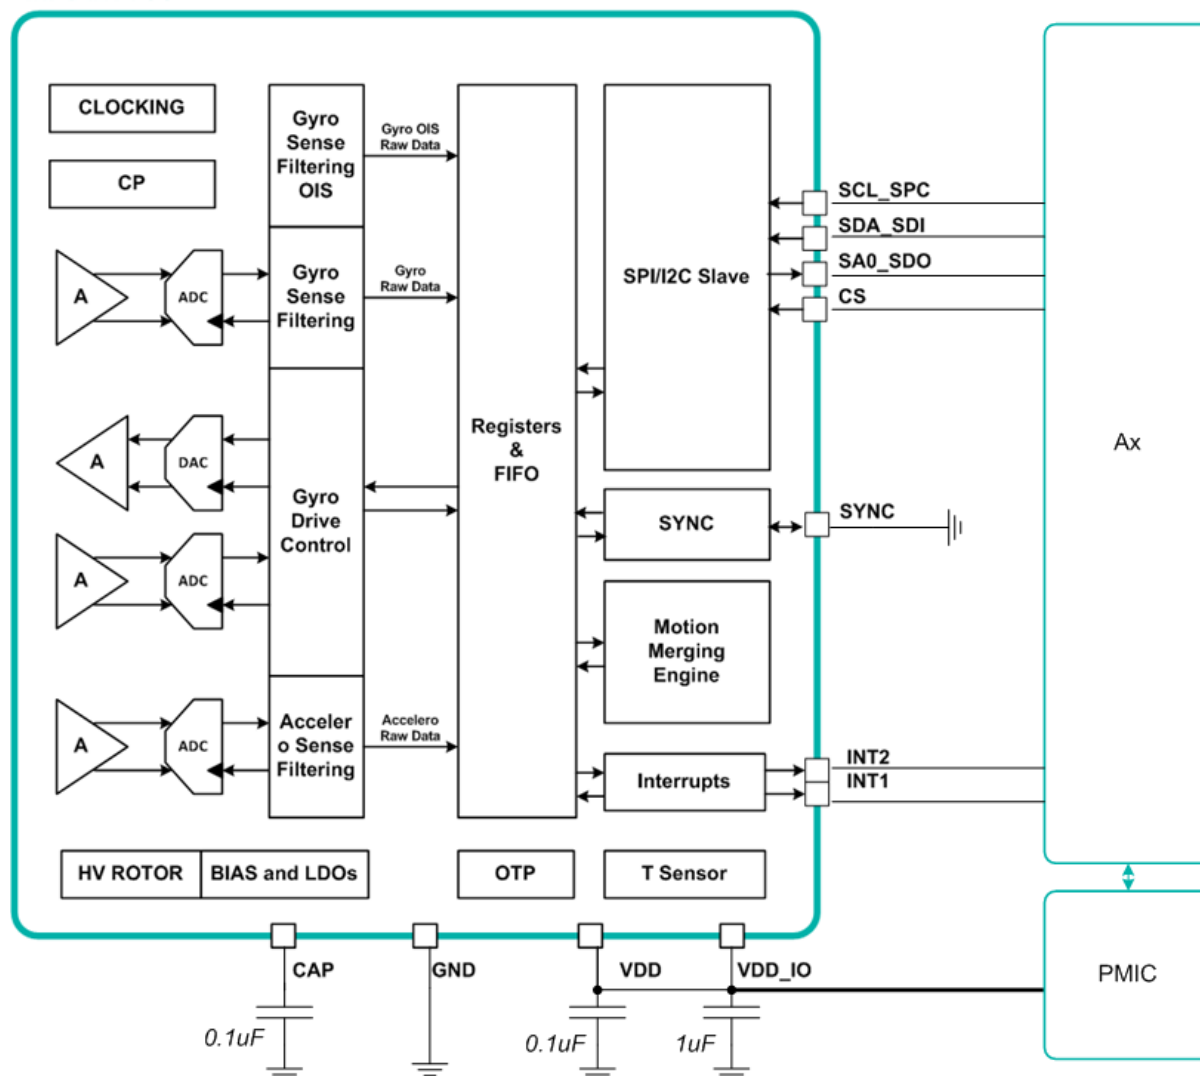 CLOCKING
CP
Gyro
Sense
Filtering
OIS
Gyro OIS
Raw Data
A
ADC
Gyro
Sense
Filtering
Gyro
Raw Data
A
DAC
Gyro
Drive
Control
A
ADC
A
ADC
Acceler
o Sense
Filtering
Accelero
Raw Data
Registers
&
FIFO
SPI/I2C Slave
SYNC
Motion
Merging
Engine
Interrupts
HV ROTOR
BIAS and LDOs
OTP
T Sensor
SCL_SPC
SDA_SDI
SA0_SDO
CS
SYNC
INT2
INT1
Ax
PMIC
CAP
GND
VDD
VDD_IO
0.1uF
0.1uF
1uF